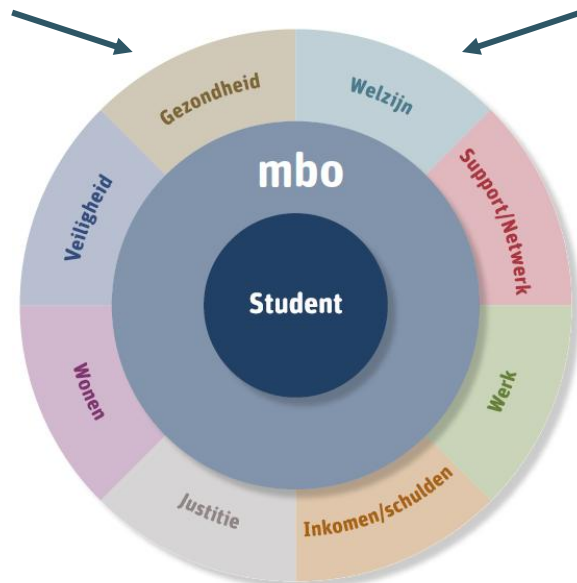 Gezondheid
Welzijn
mbo
Support/Netwerk
Veiligheid
Student
Werk
Wonen
Inkomen/schulden
Justitie